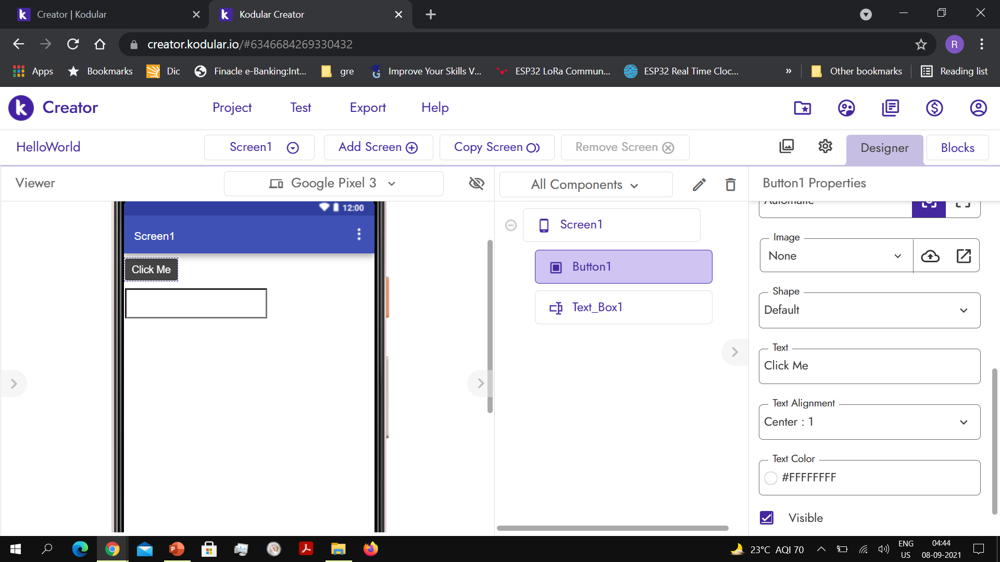 Creator | Kodular
Kodular Creator
creator.kodular.io/#6346684269330432
R
Apps
Bookmarks
Dic
Finacle e-Banking:Int...
gre
Improve Your Skills V...
ESP32 LoRa Commun...
ESP32 Real Time Cloc...
»
Other bookmarks
Reading list
Creator
Project
Test
Export
Help
HelloWorld
Screen1
Add Screen
Copy Screen
Remove Screen
Designer
Blocks
Viewer
Google Pixel 3
All Components
Button1 Properties
12:00
Screen1
Click Me
Screen1
Button1
Text_Box1
Automatic
Image
None
Shape
Default
Text
Click Me
Text Alignment
Center : 1
Text Color
#FFFFFFFF
Visible
23°C AQI 70
ENG
US
04:44
08-09-2021